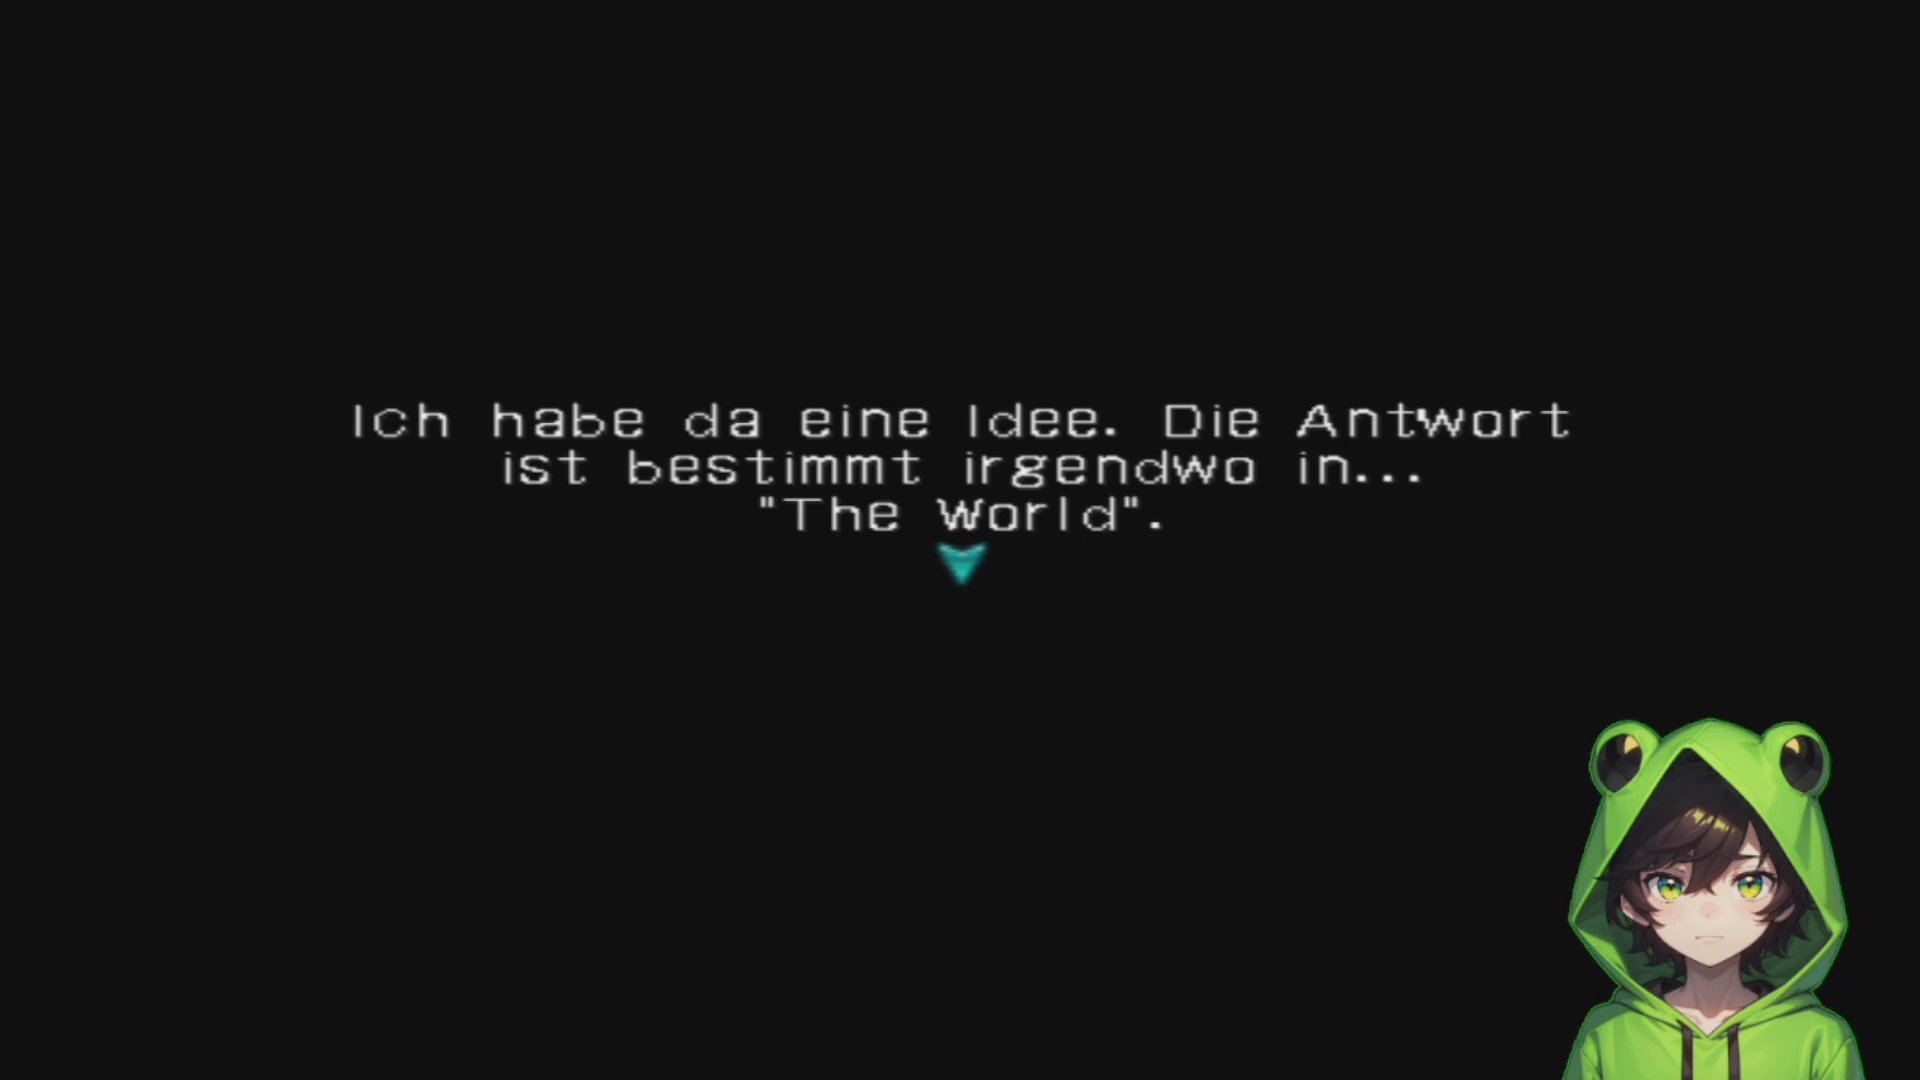 Ich habe da eine Idee. Die Antwort
ist bestimmt irgendwo in...
"The World".